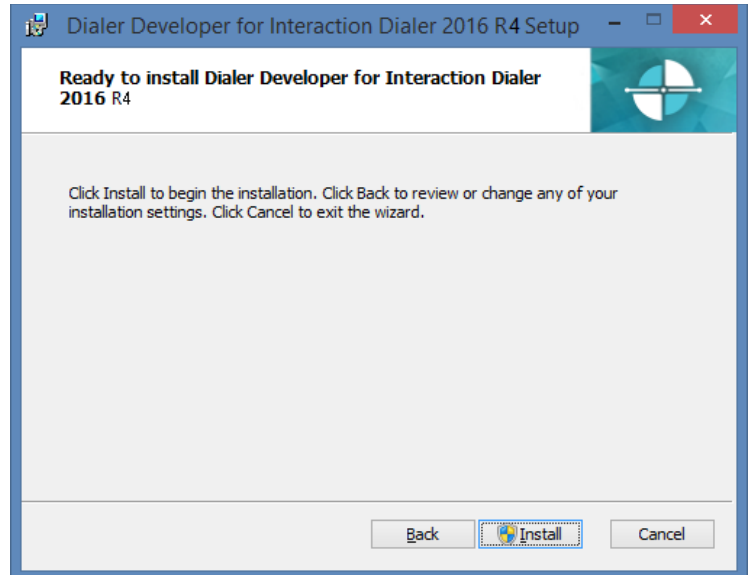 Dialer Developer for Interaction Dialer 2016 R4 Setup
Ready to install Dialer Developer for Interaction Dialer
2016 R4
Click Install to begin the installation. Click Back to review or change any of your
installation settings. Click Cancel to exit the wizard.
Back Install Cancel